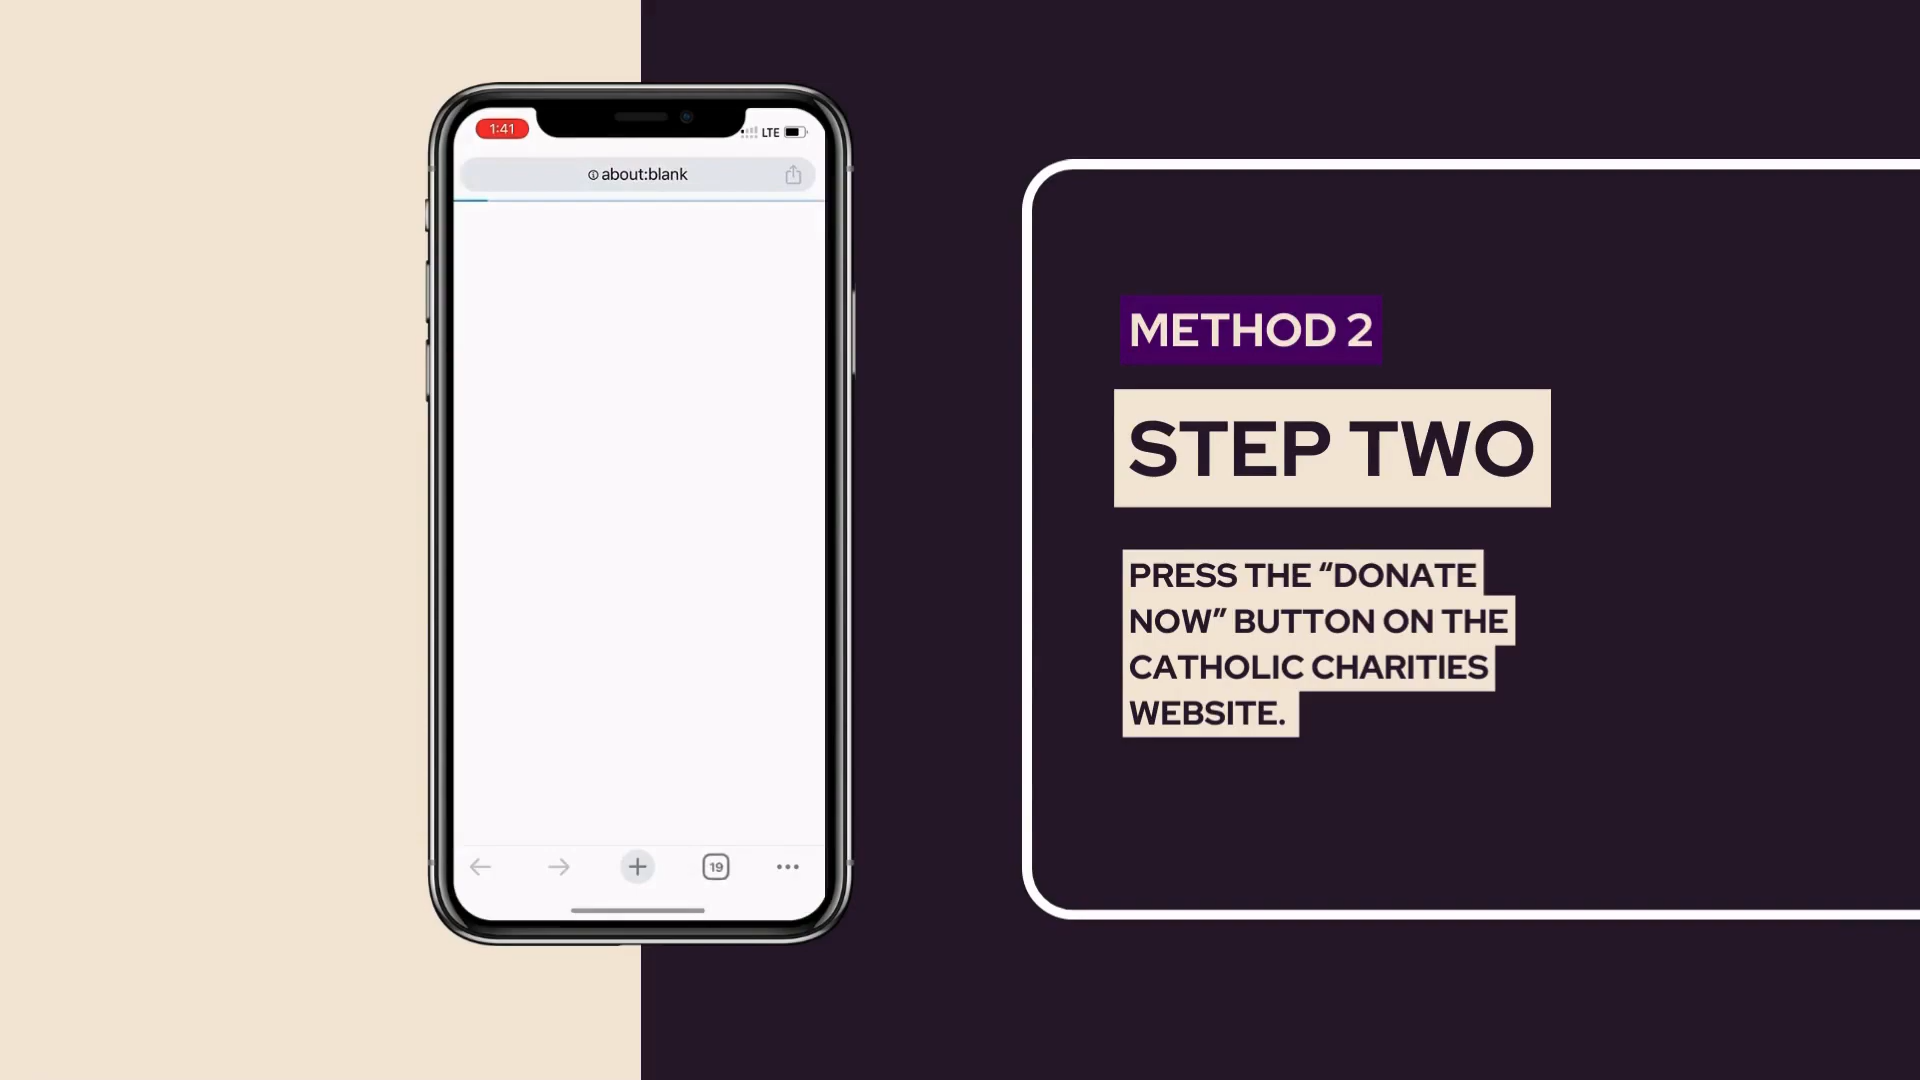 1:41
LTE
about:blank
19
METHOD 2
STEP TWO
PRESS THE “DONATE
NOW” BUTTON ON THE
CATHOLIC CHARITIES
WEBSITE.